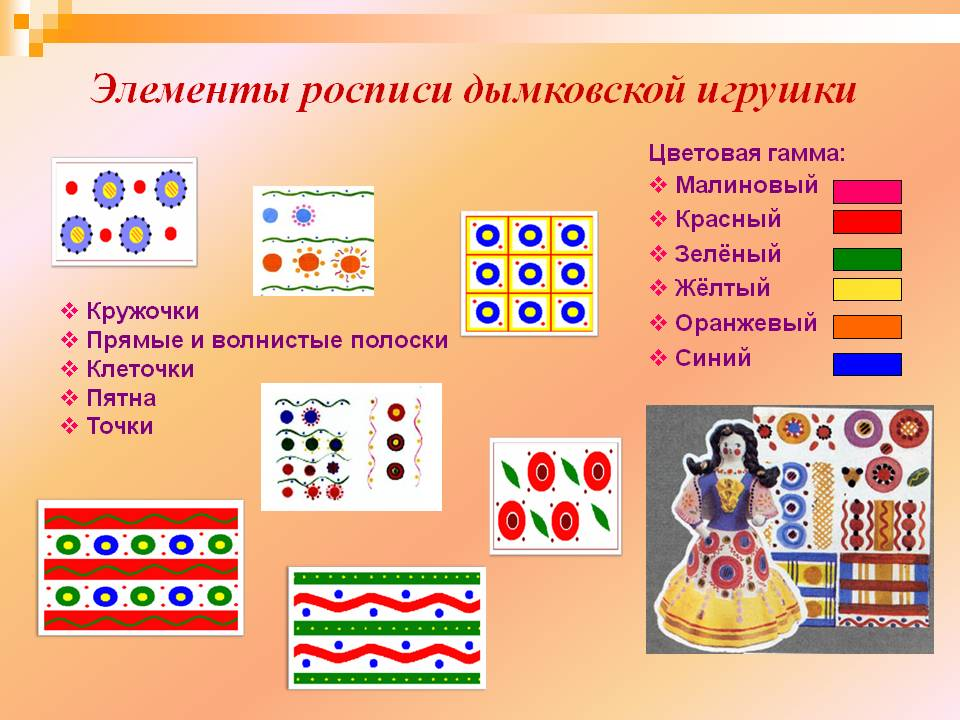 Элементы росписи дымковской игрушки
Кружочки
Прямые и волнистые полоски
Клеточки
Пятна
Точки
Цветовая гамма:
Малиновый
Красный
Зелёный
Жёлтый
Оранжевый
Синий